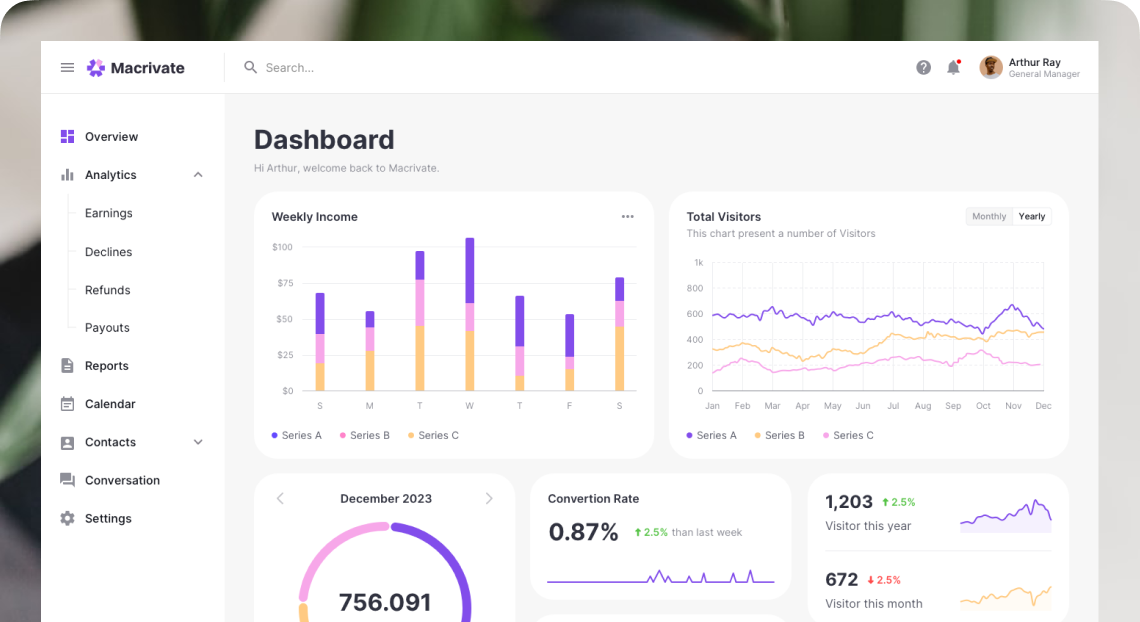 Macrivate
Search...
Arthur Ray
General Manager
Overview
Analytics
Earnings
Declines
Refunds
Payouts
Reports
Calendar
Contacts
Conversation
Settings
Dashboard
Hi Arthur, welcome back to Macrivate.
Weekly Income
$100
$75
$50
$25
$0
S M T W T F S
Series A Series B Series C
Total Visitors
This chart present a number of Visitors
Monthly Yearly
1k
800
600
400
200
0
Jan Feb Mar Apr May Jun Jul Aug Sep Oct Nov Dec
Series A Series B Series C
December 2023
756.091
Convertion Rate
0.87% 2.5% than last week
1,203 2.5%
Visitor this year
672 2.5%
Visitor this month